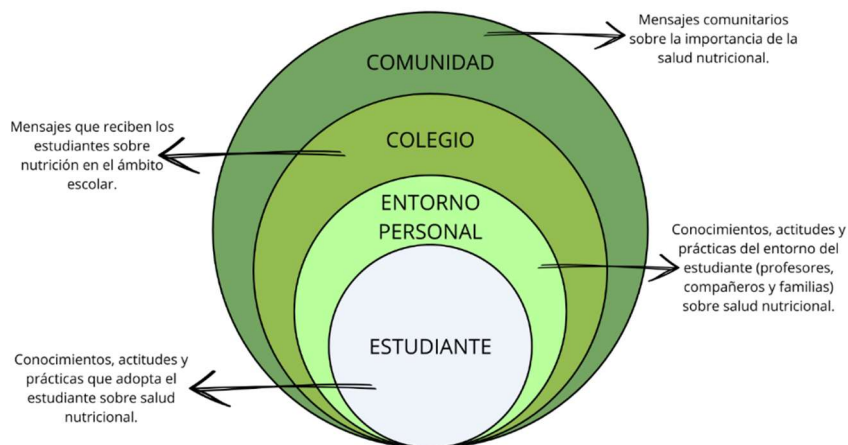 Mensajes comunitarios
sobre la importancia de la
salud nutricional.
COMUNIDAD
Mensajes que reciben los
estudiantes sobre
nutrición en el ámbito
escolar.
COLEGIO
ENTORNO
PERSONAL
Conocimientos, actitudes y
prácticas del entorno del
estudiante (profesores,
compañeros y familias)
sobre salud nutricional.
ESTUDIANTE
Conocimientos, actitudes y
prácticas que adopta el
estudiante sobre salud
nutricional.